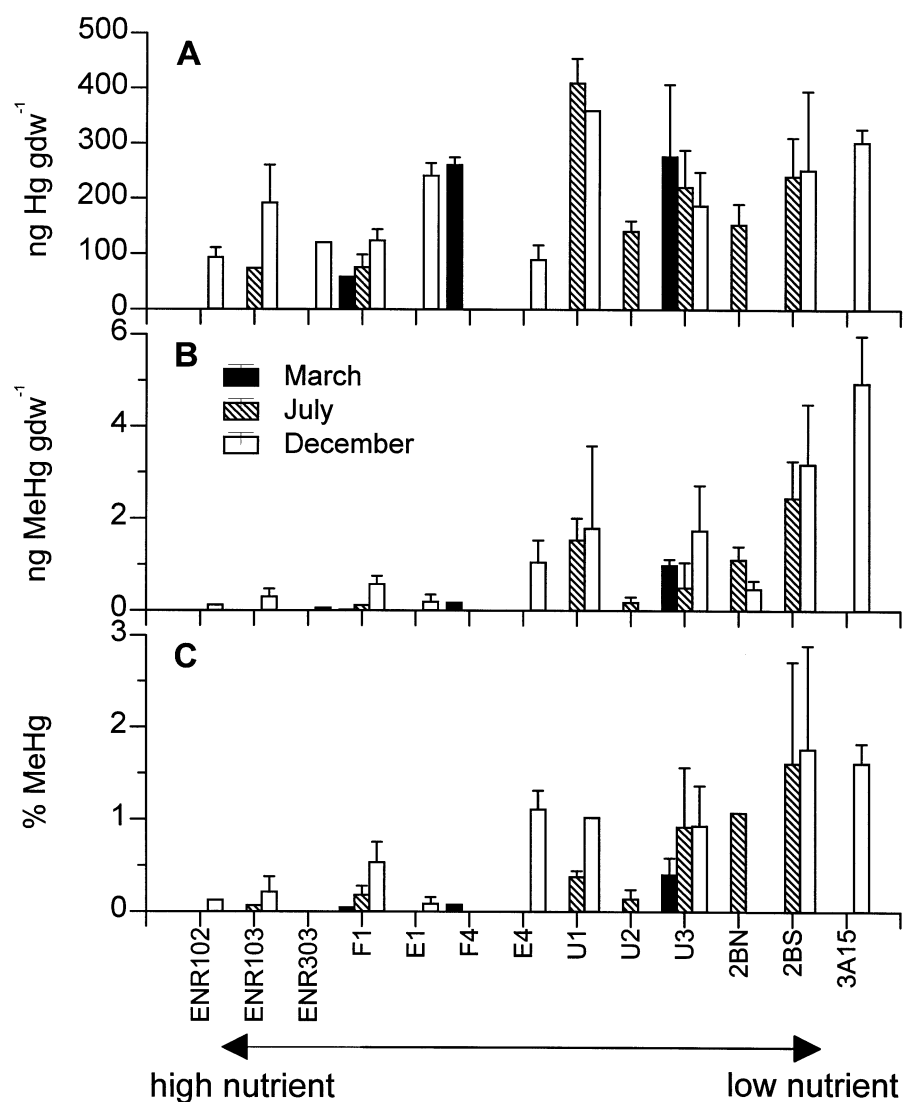 A
500
400
300
200
100
0
ng Hg gdw⁻¹
B
6
4
2
0
ng MeHg gdw⁻¹
March
July
December
C
3
2
1
0
% MeHg
ENR102
ENR103
ENR303
F1
E1
F4
E4
U1
U2
U3
2BN
2BS
3A15
high nutrient
low nutrient